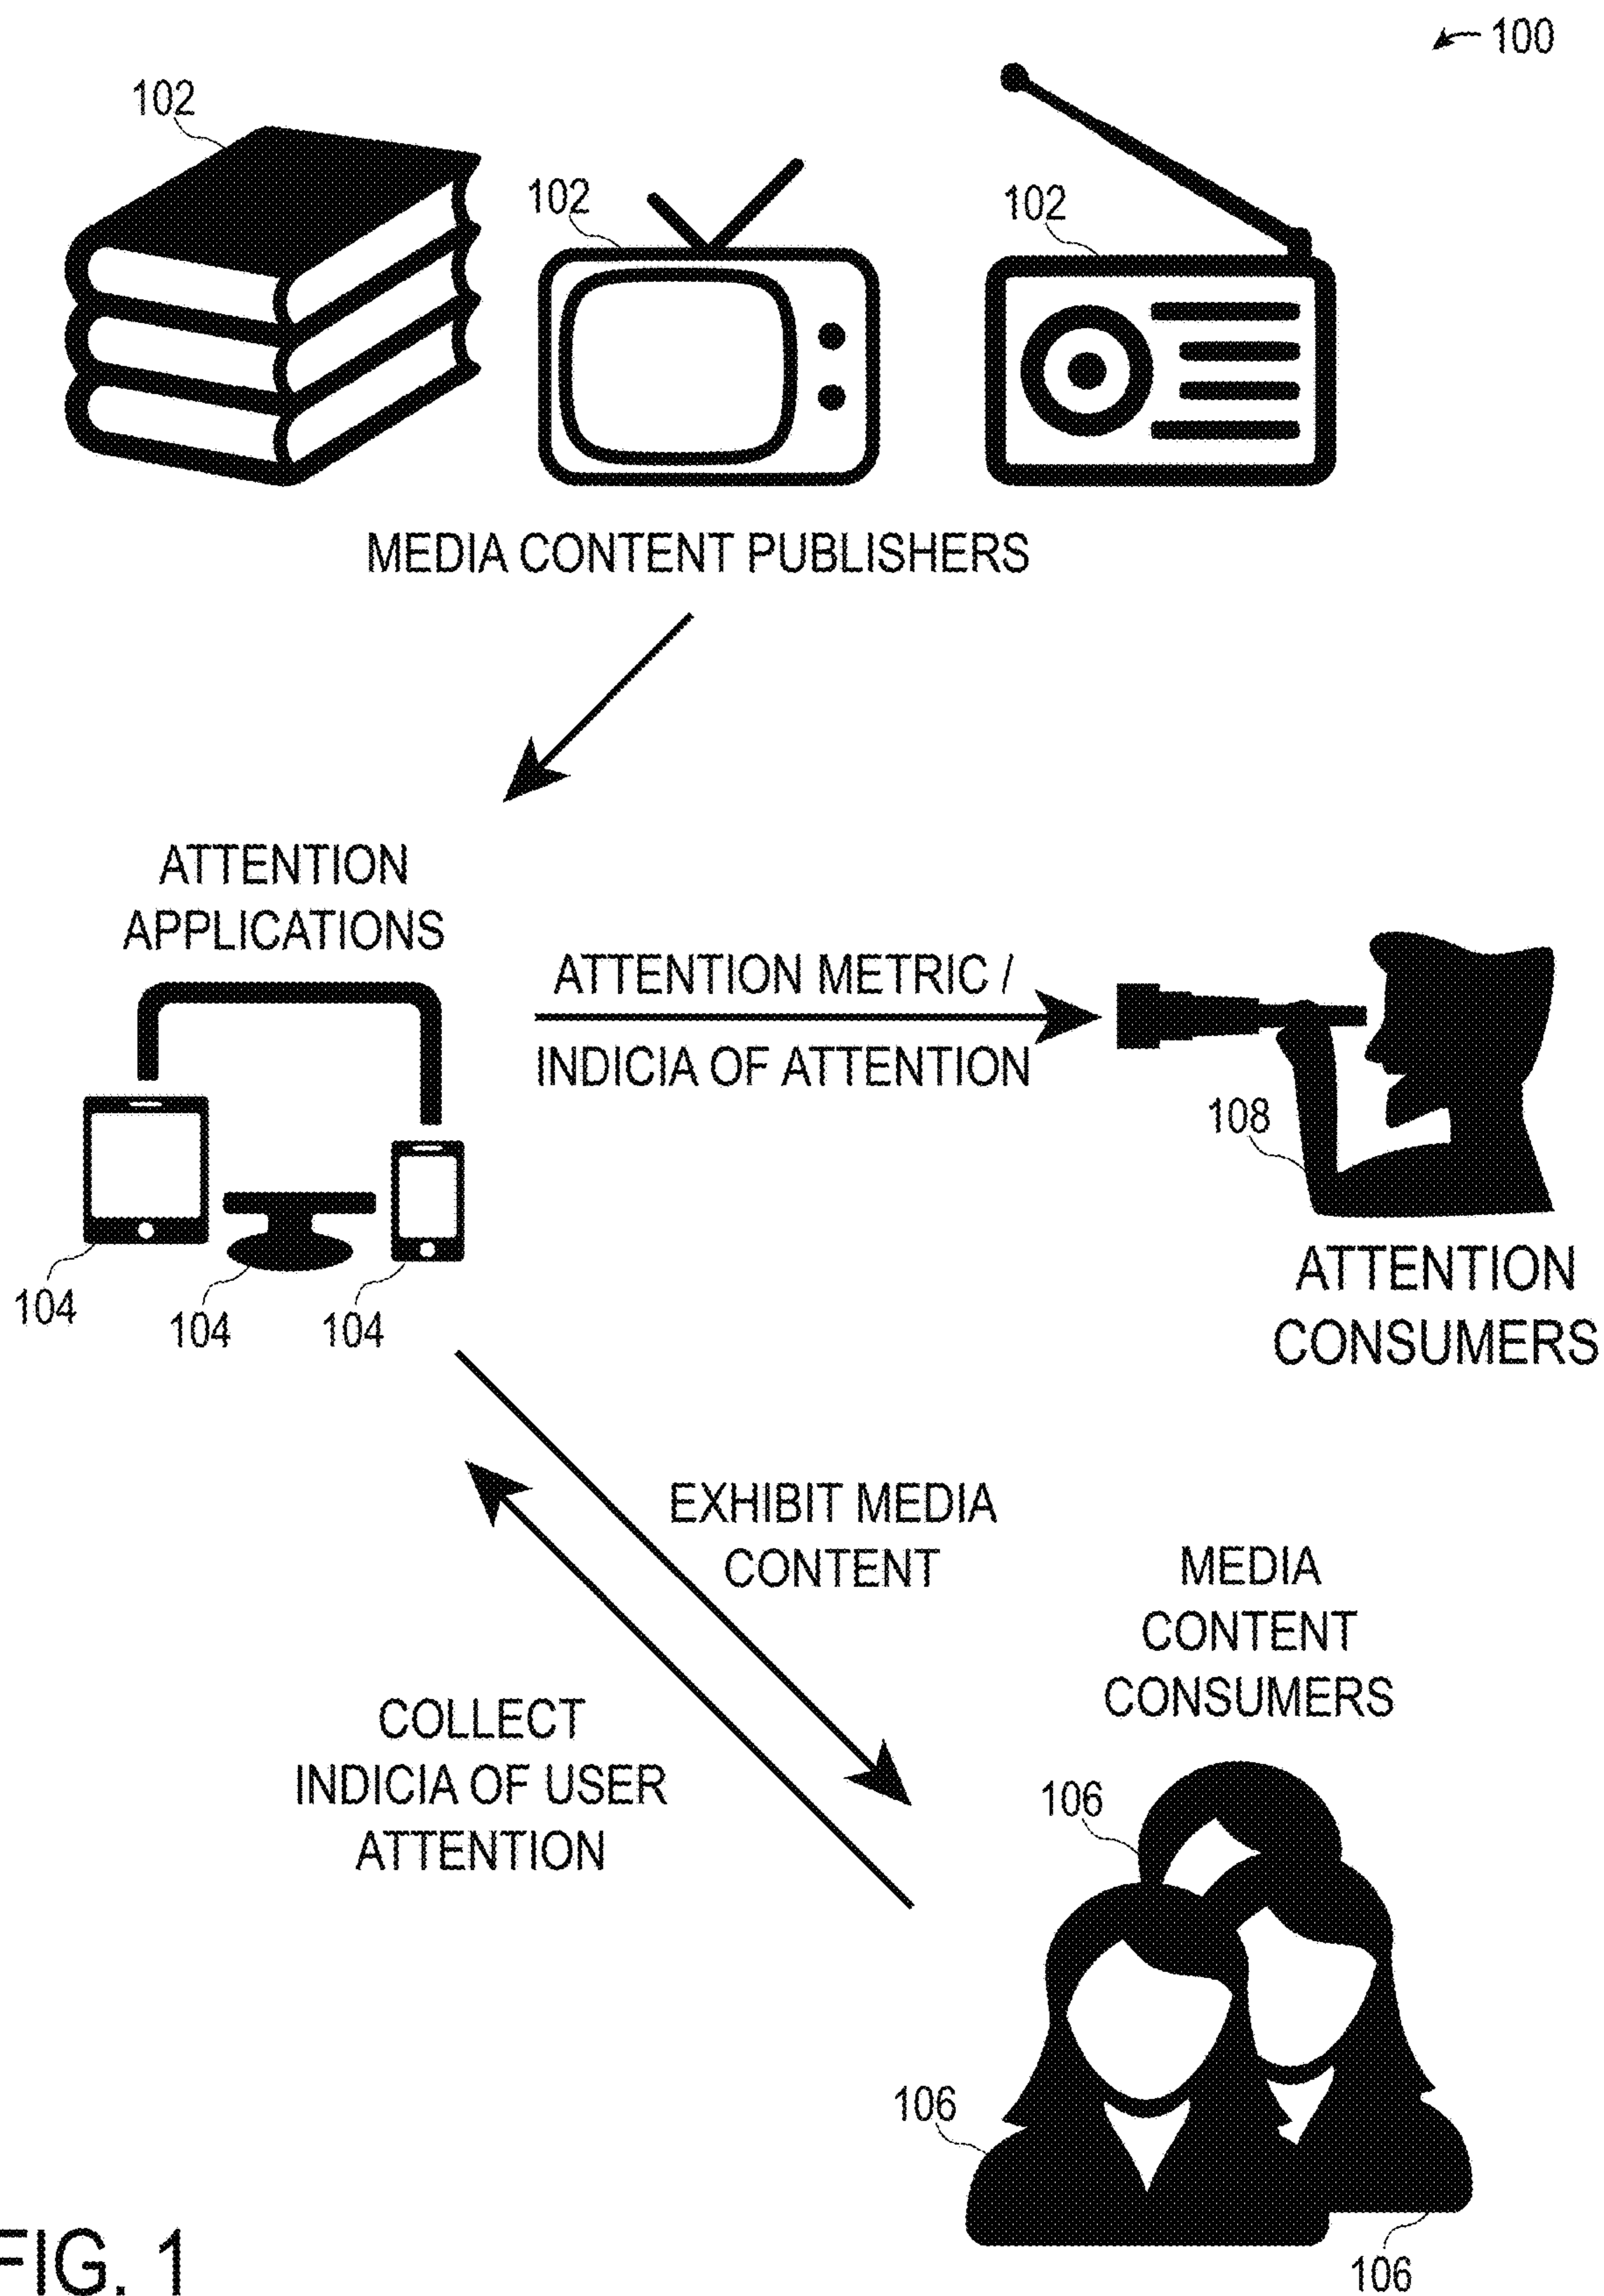 100
102
102
102
MEDIA CONTENT PUBLISHERS
ATTENTION
APPLICATIONS
ATTENTION METRIC /
INDICIA OF ATTENTION
108
104
104
104
ATTENTION
CONSUMERS
EXHIBIT MEDIA
CONTENT
MEDIA
CONTENT
CONSUMERS
COLLECT
INDICIA OF USER
ATTENTION
106
106
106
FIG. 1